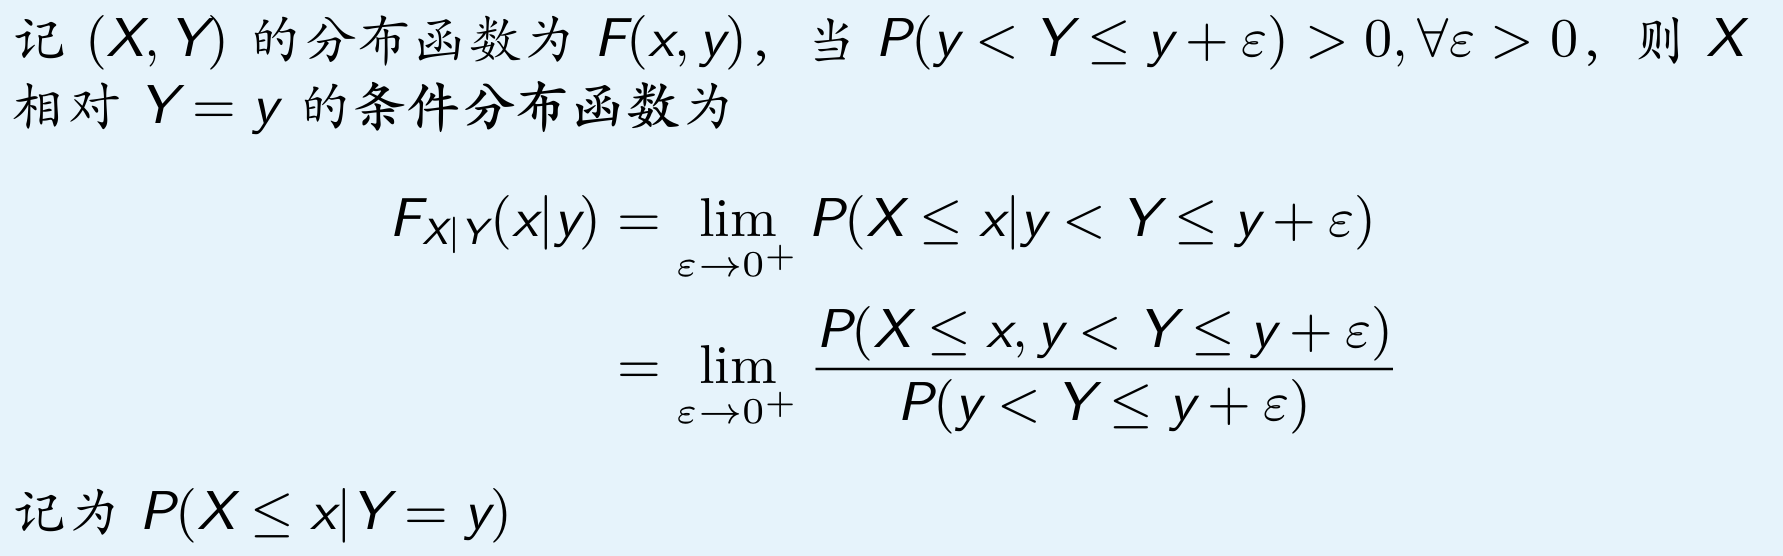 记 (X, Y) 的分布函数为 F(x, y)，当 P(y < Y ≤ y + ε) > 0, ∀ε > 0，则 X
相对 Y = y 的条件分布函数为
F_{X|Y}(x|y) = lim_{ε→0⁺} P(X ≤ x|y < Y ≤ y + ε)
= lim_{ε→0⁺} \frac{P(X ≤ x, y < Y ≤ y + ε)}{P(y < Y ≤ y + ε)}
记为 P(X ≤ x|Y = y)